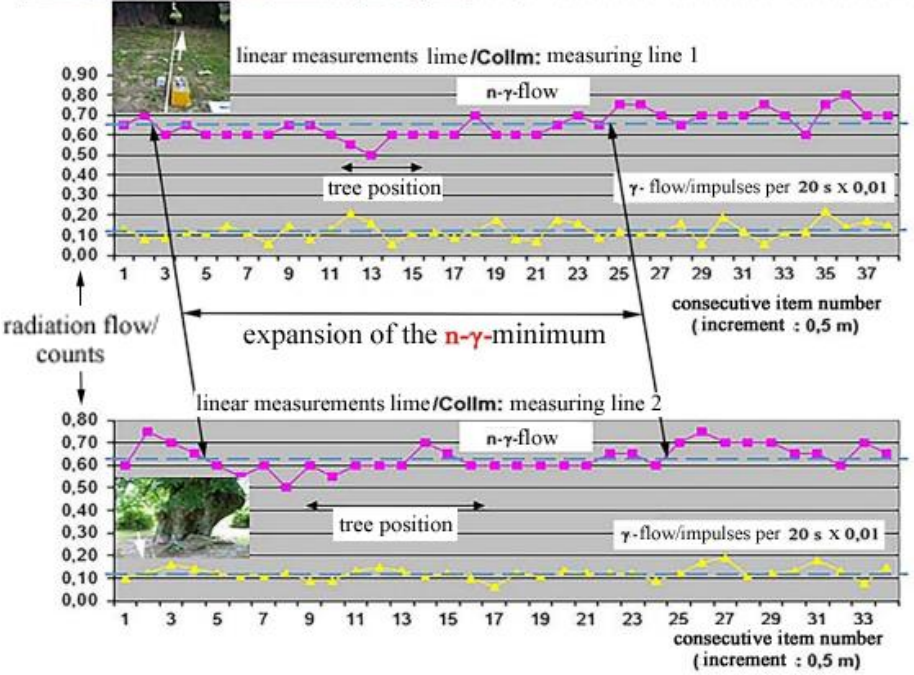 linear measurements lime/Collm: measuring line 1
0,90
0,80
0,70
0,60
0,50
0,40
0,30
0,20
0,10
0,00
n-γ-flow
tree position
γ- flow/impulses per 20 s X 0,01
1 3 5 7 9 11 13 15 17 19 21 23 25 27 29 31 33 35 37
consecutive item number
( increment : 0,5 m)
radiation flow/
counts
expansion of the n-γ-minimum
linear measurements lime/Collm: measuring line 2
0,80
0,70
0,60
0,50
0,40
0,30
0,20
0,10
0,00
n-γ-flow
tree position
γ-flow/impulses per 20 s X 0,01
1 3 5 7 9 11 13 15 17 19 21 23 25 27 29 31 33
consecutive item number
( increment : 0,5 m)